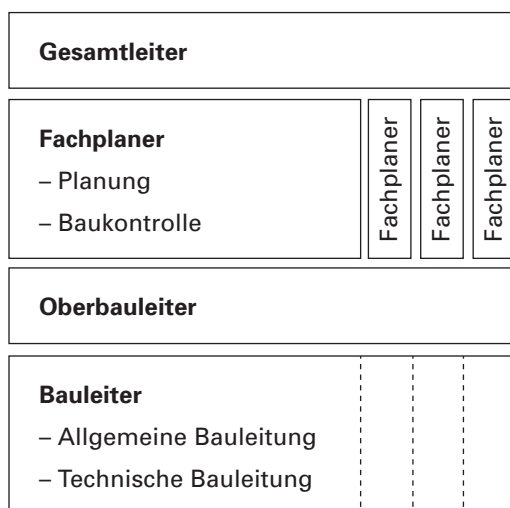 Gesamtleiter
Fachplaner
– Planung
– Baukontrolle
Fachplaner
Fachplaner
Fachplaner
Oberbauleiter
Bauleiter
– Allgemeine Bauleitung
– Technische Bauleitung